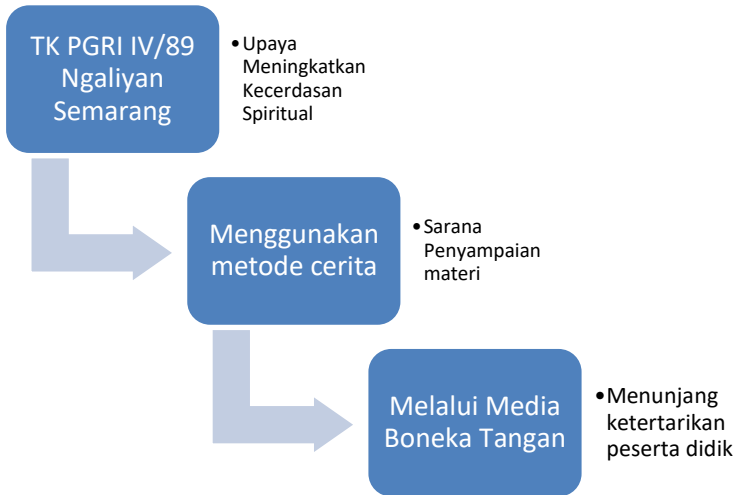 TK PGRI IV/89
Ngaliyan
Semarang
•Upaya
Meningkatkan
Kecerdasan
Spiritual
Menggunakan
metode cerita
•Sarana
Penyampaian
materi
Melalui Media
Boneka Tangan
•Menunjang
ketertarikan
peserta didik